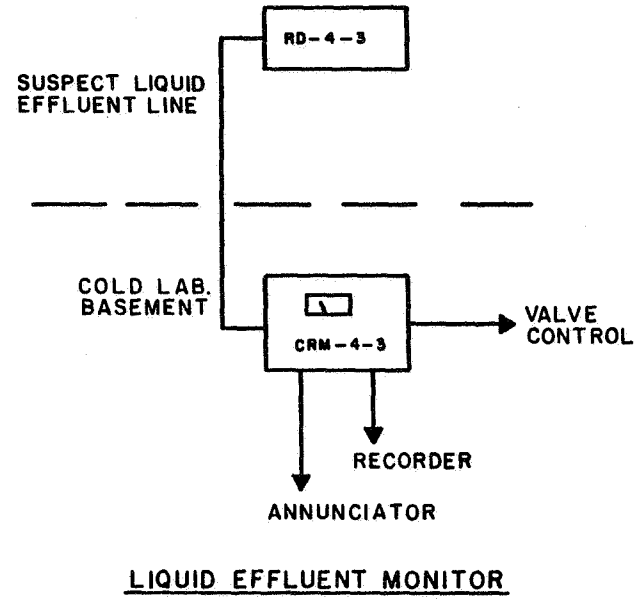 RD-4-3
SUSPECT LIQUID
EFFLUENT LINE
COLD LAB.
BASEMENT
CRM-4-3
VALVE
CONTROL
RECORDER
ANNUNCIATOR
LIQUID EFFLUENT MONITOR